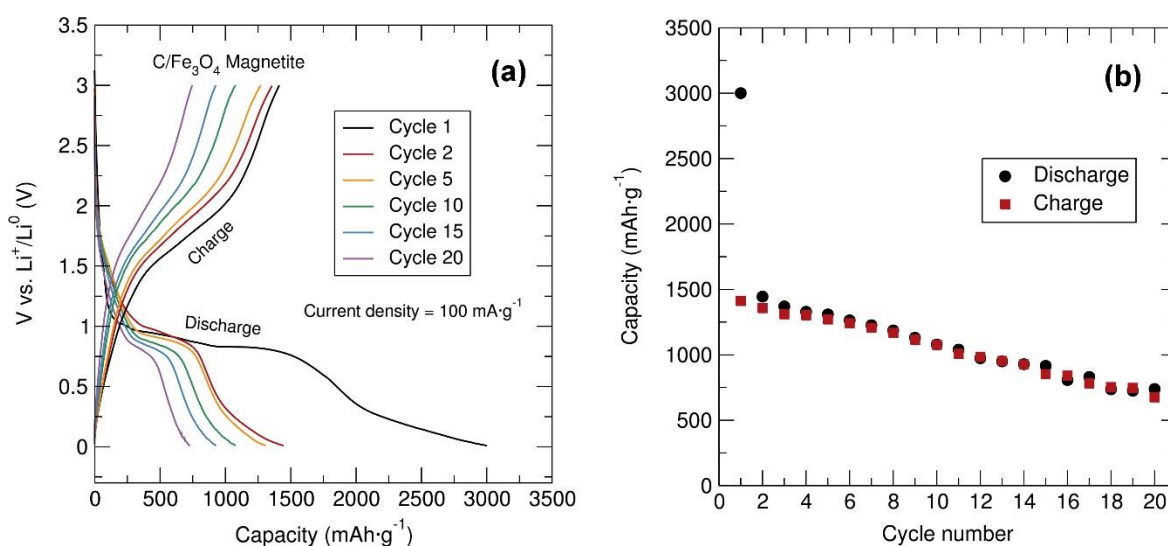 (a)
C/Fe₃O₄ Magnetite
Cycle 1
Cycle 2
Cycle 5
Cycle 10
Cycle 15
Cycle 20
Charge
Discharge
Current density = 100 mA·g⁻¹
V vs. Li⁺/Li⁰ (V)
3.5
3
2.5
2
1.5
1
0.5
0
0 500 1000 1500 2000 2500 3000 3500
Capacity (mAh·g⁻¹)
(b)
Discharge
Charge
Capacity (mAh·g⁻¹)
3500
3000
2500
2000
1500
1000
500
0
0 2 4 6 8 10 12 14 16 18 20
Cycle number